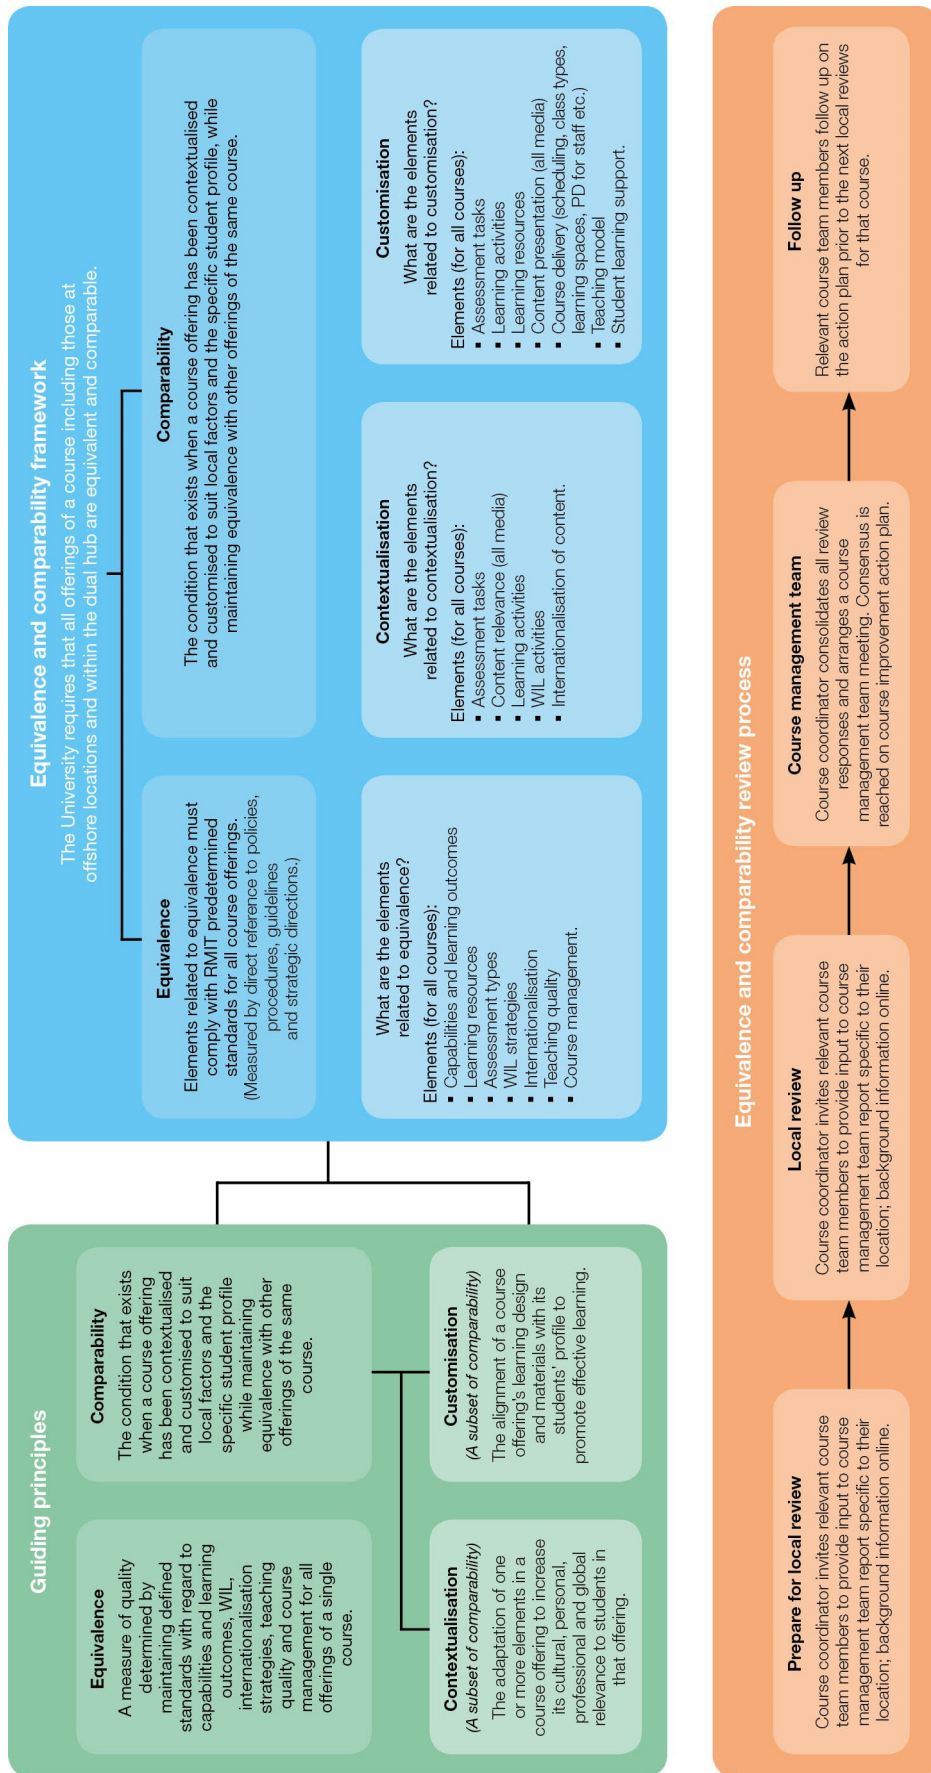 Guiding principles
Equivalence
A measure of quality
determined by
maintaining defined
standards with regard to
capabilities and learning
outcomes, WIL,
internationalisation
strategies, teaching
quality and course
management for all
offerings of a single
course.
Comparability
The condition that exists
when a course offering
has been contextualised
and customised to suit
local factors and the
specific student profile
while maintaining
equivalence with other
offerings of the same
course.
Contextualisation
(A subset of comparability)
The adaptation of one
or more elements in a
course offering to increase
its cultural, personal,
professional and global
relevance to students in
that offering.
Customisation
(A subset of comparability)
The alignment of a course
offering's learning design
and materials with its
students' profile to
promote effective learning.
Equivalence and comparability framework
The University requires that all offerings of a course including those at
offshore locations and within the dual hub are equivalent and comparable.
Equivalence
Elements related to equivalence must
comply with RMIT predetermined
standards for all course offerings.
(Measured by direct reference to policies,
procedures, guidelines
and strategic directions.)
Comparability
The condition that exists when a course offering has been contextualised
and customised to suit local factors and the specific student profile, while
maintaining equivalence with other offerings of the same course.
What are the elements
related to equivalence?
Elements (for all courses):
▪ Capabilities and learning outcomes
▪ Learning resources
▪ Assessment types
▪ WIL strategies
▪ Internationalisation
▪ Teaching quality
▪ Course management.
Contextualisation
What are the elements
related to contextualisation?
Elements (for all courses):
▪ Assessment tasks
▪ Content relevance (all media)
▪ Learning activities
▪ WIL activities
▪ Internationalisation of content.
Customisation
What are the elements
related to customisation?
Elements (for all courses):
▪ Assessment tasks
▪ Learning activities
▪ Learning resources
▪ Content presentation (all media)
▪ Course delivery (scheduling, class types,
learning spaces, PD for staff etc.)
▪ Teaching model
▪ Student learning support.
Equivalence and comparability review process
Prepare for local review
Course coordinator invites relevant course
team members to provide input to course
management team report specific to their
location; background information online.
Local review
Course coordinator invites relevant course
team members to provide input to course
management team report specific to their
location; background information online.
Course management team
Course coordinator consolidates all review
responses and arranges a course
management team meeting. Consensus is
reached on course improvement action plan.
Follow up
Relevant course team members follow up on
the action plan prior to the next local reviews
for that course.